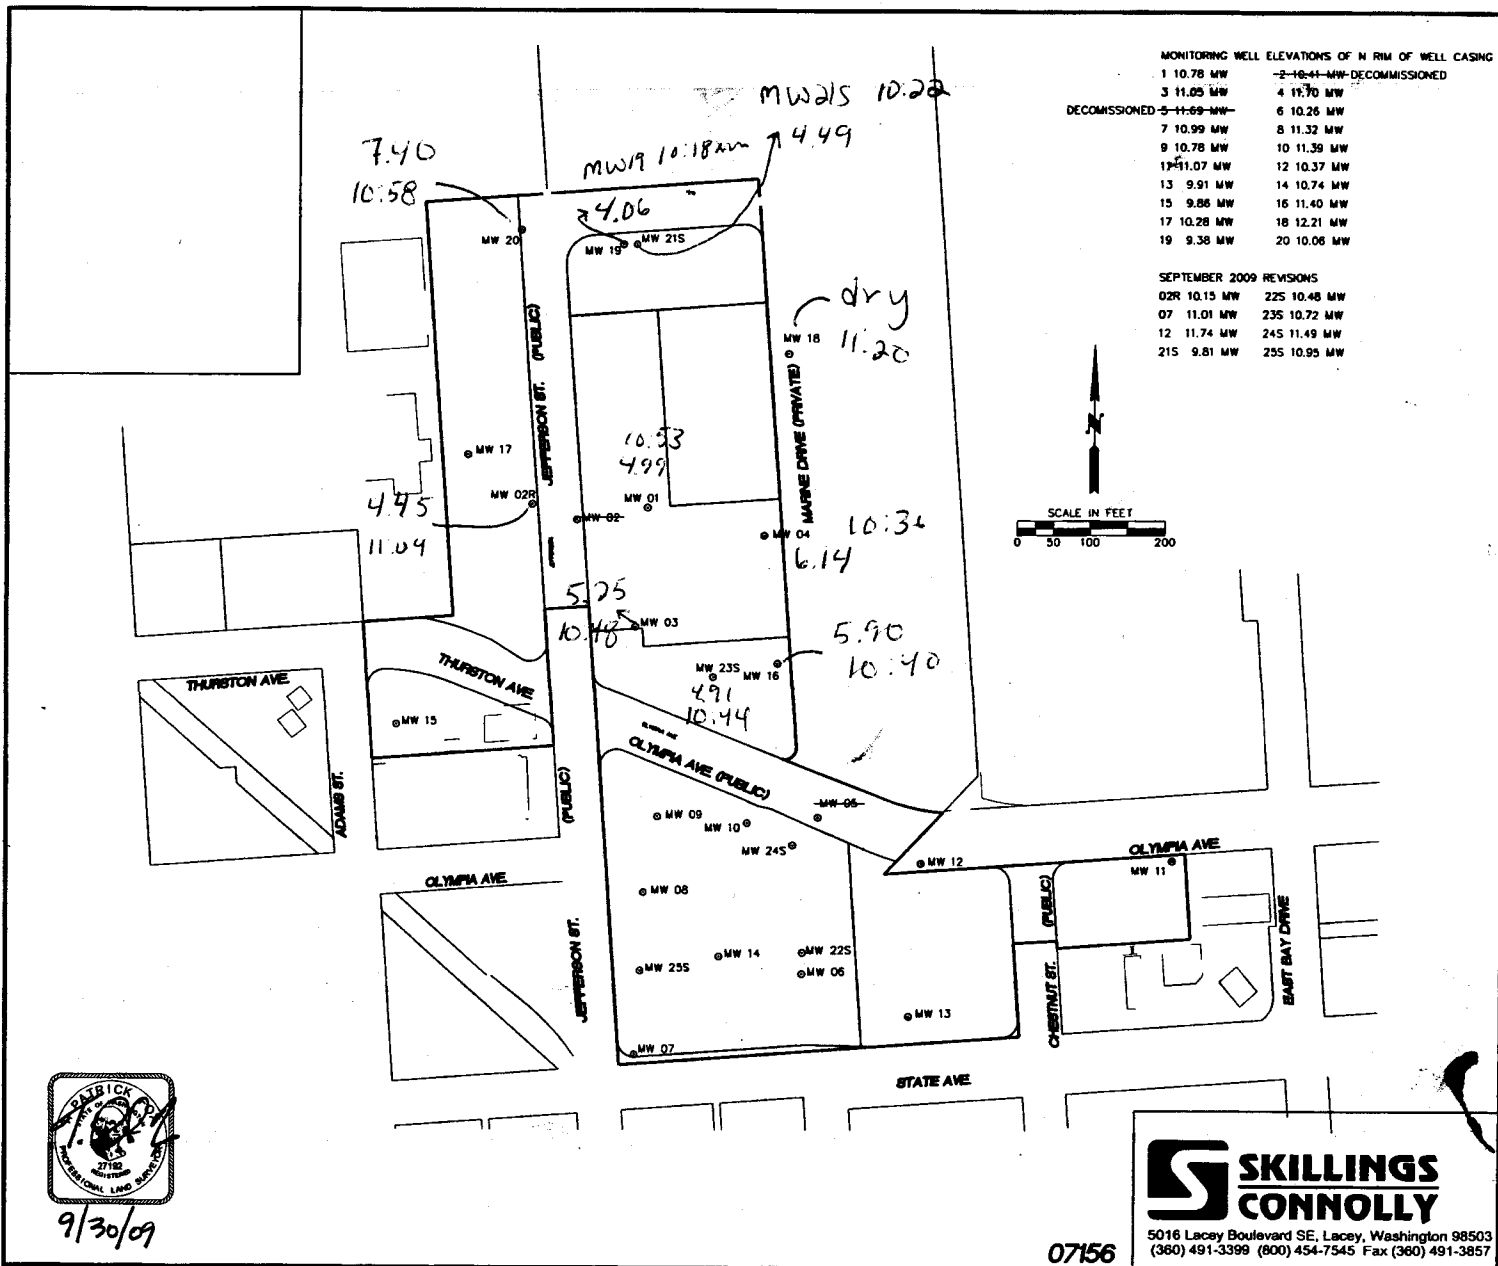 MONITORING WELL ELEVATIONS OF N RIM OF WELL CASING
1 10.78 MW
2 10.41 MW DECOMMISSIONED
3 11.05 MW
4 11.70 MW
DECOMISSIONED 5 11.69 MW
6 10.26 MW
7 10.99 MW
8 11.32 MW
9 10.78 MW
10 11.39 MW
11 11.07 MW
12 10.37 MW
13 9.91 MW
14 10.74 MW
15 9.86 MW
16 11.40 MW
17 10.28 MW
18 12.21 MW
19 9.38 MW
20 10.06 MW
SEPTEMBER 2009 REVISIONS
02R 10.15 MW
22S 10.48 MW
07 11.01 MW
23S 10.72 MW
12 11.74 MW
24S 11.49 MW
21S 9.81 MW
25S 10.95 MW
MW21S 10:22
4.49
7.40
10:58
MW19 10:18am
4.06
MW 20
MW 19
MW 21S
dry
11:20
MW 18
JEFFERSON ST. (PUBLIC)
MARINE DRIVE (PRIVATE)
N
SCALE IN FEET
0 50 100 200
MW 17
10:53
4.99
MW 01
MW 02R
4.45
11:09
MW 02
MW 04
6.14
5.25
10:48
MW 03
5.90
10:40
MW 23S
MW 16
4.91
10:44
THURSTON AVE.
THURSTON AVE.
MW 15
ADAMS ST.
(PUBLIC)
OLYMPIA AVE
OLYMPIA AVE. (PUBLIC)
MW 05
MW 09
MW 10
MW 24S
MW 12
OLYMPIA AVE.
MW 11
OLYMPIA AVE.
MW 08
(PUBLIC)
JEFFERSON ST.
MW 14
MW 22S
MW 25S
MW 06
CHESTNUT ST.
EAST BAY DRIVE
MW 13
MW 07
STATE AVE.
PATRICK
STATE OF
27192
REGISTERED
PROFESSIONAL LAND SURVEYOR
9/30/09
SKILLINGS
CONNOLLY
5016 Lacey Boulevard SE, Lacey, Washington 98503
(360) 491-3399 (800) 454-7545 Fax (360) 491-3857
07156